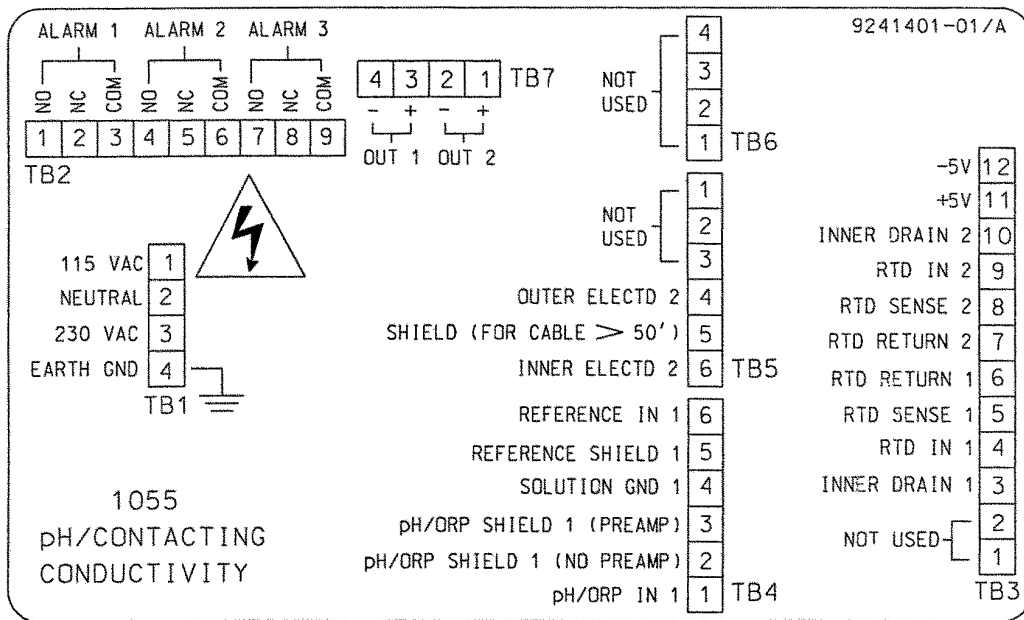 ALARM 1 ALARM 2 ALARM 3
NO NC COM NO NC COM NO NC COM
1 2 3 4 5 6 7 8 9
TB2
4 3 2 1 TB7
- + - +
OUT 1 OUT 2
NOT
USED
4
3
2
1 TB6
9241401-01/A
115 VAC 1
NEUTRAL 2
230 VAC 3
EARTH GND 4
TB1
NOT
USED
1
2
3
OUTER ELECTD 2 4
SHIELD (FOR CABLE > 50') 5
INNER ELECTD 2 6 TB5
REFERENCE IN 1 6
REFERENCE SHIELD 1 5
SOLUTION GND 1 4
pH/ORP SHIELD 1 (PREAMP) 3
pH/ORP SHIELD 1 (NO PREAMP) 2
pH/ORP IN 1 1 TB4
-5V 12
+5V 11
INNER DRAIN 2 10
RTD IN 2 9
RTD SENSE 2 8
RTD RETURN 2 7
RTD RETURN 1 6
RTD SENSE 1 5
RTD IN 1 4
INNER DRAIN 1 3
NOT USED
2
1
TB3
1055
pH/CONTACTING
CONDUCTIVITY